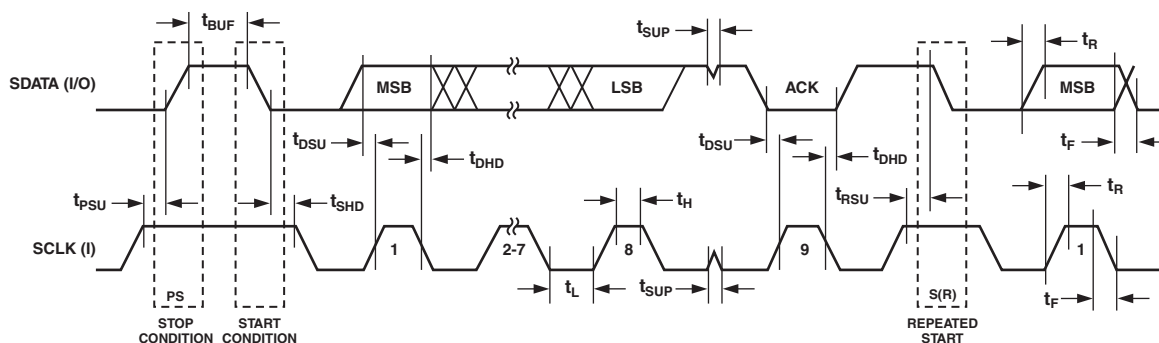 tBUF
tSUP
tR
SDATA (I/O)
MSB
LSB
ACK
MSB
tDSU
tDHD
tDSU
tDHD
tF
tPSU
tSHD
tH
tRSU
tR
SCLK (I)
1
2-7
8
9
1
PS
tL
tSUP
S(R)
tF
STOP
CONDITION
START
CONDITION
REPEATED
START